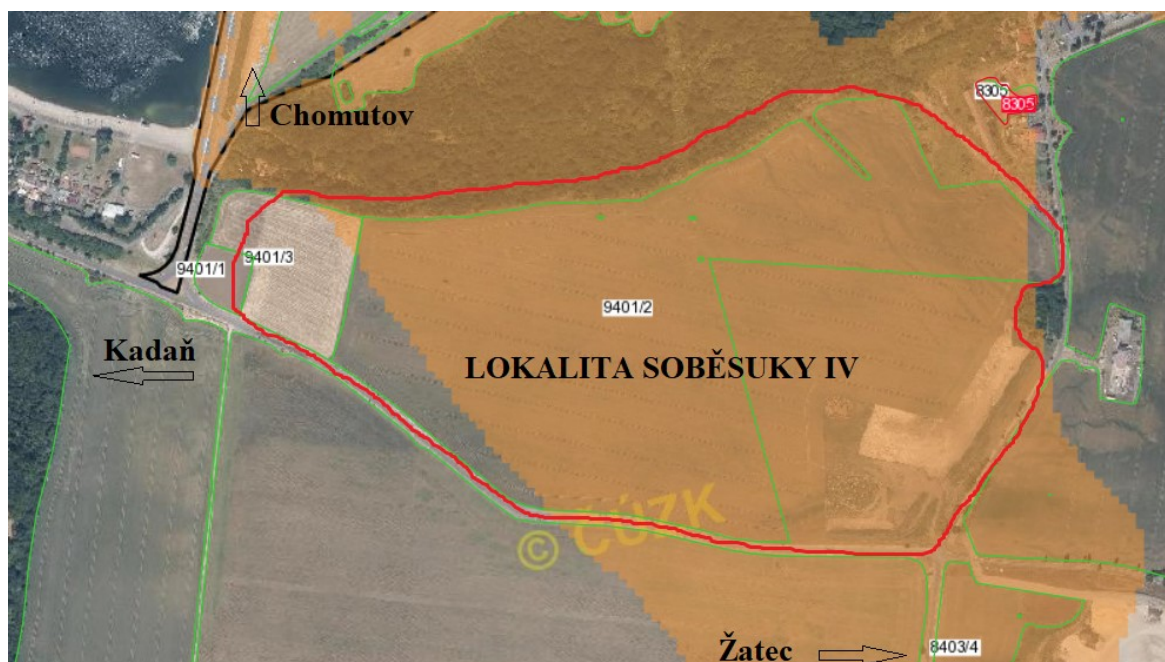 8305
8305
Chomutov
9401/1
9401/3
9401/2
Kadaň
LOKALITA SOBĚSUKY IV
© ČÚZK
8403/4
Žatec